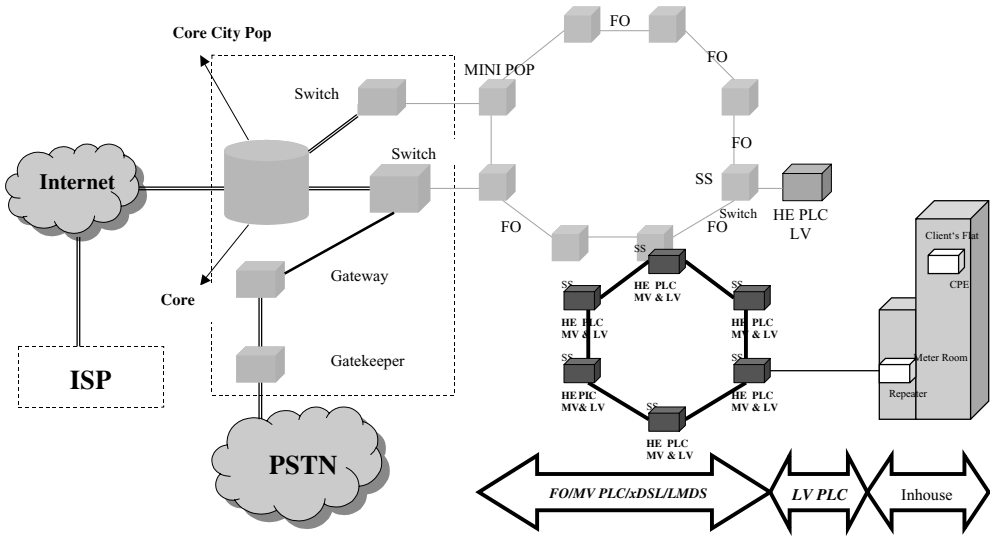 Core City Pop
FO
FO
MINI POP
Switch
FO
Switch
Internet
SS
Switch
HE PLC
LV
FO
FO
Client's Flat
SS
Gateway
CPE
HE PLC
MV & LV
SS
SS
Core
HE PLC
MV & LV
HE PLC
MV & LV
Gatekeeper
SS
SS
Meter Room
ISP
Repeater
HE PLC
MV & LV
HE PLC
MV & LV
SS
HE PLC
MV & LV
PSTN
FO/MV PLC/xDSL/LMDS
LV PLC
Inhouse